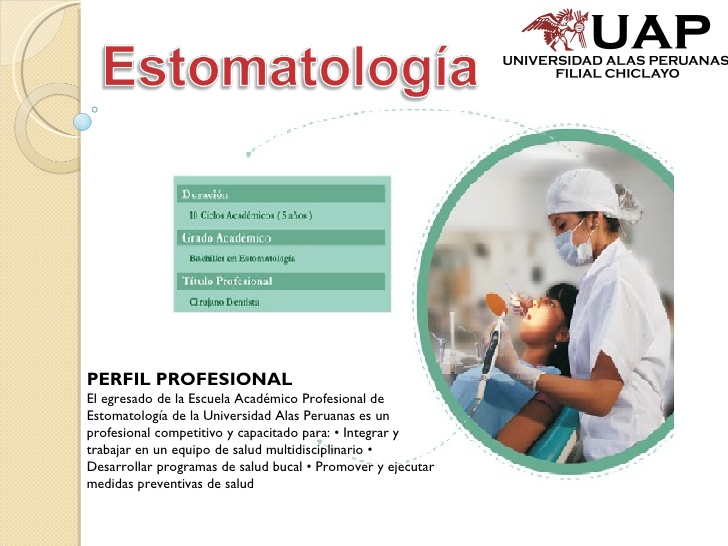 Estomatología
UAP
UNIVERSIDAD ALAS PERUANAS
FILIAL CHICLAYO
Duración
10 Ciclos Académicos ( 5 años )
Grado Académico
Bachiller en Estomatología
Título Profesional
Cirujano Dentista
PERFIL PROFESIONAL
El egresado de la Escuela Académico Profesional de
Estomatología de la Universidad Alas Peruanas es un
profesional competitivo y capacitado para: • Integrar y
trabajar en un equipo de salud multidisciplinario •
Desarrollar programas de salud bucal • Promover y ejecutar
medidas preventivas de salud